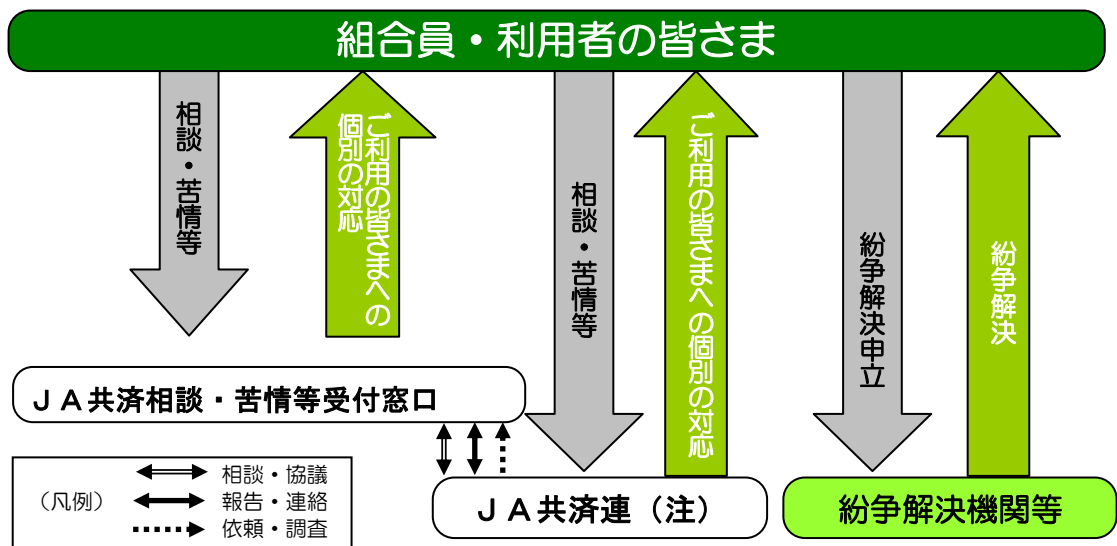 組合員・利用者の皆さま
相談・苦情等
ご利用の皆さまへの
個別の対応
相談・苦情等
ご利用の皆さまへの個別の対応
紛争解決申立
紛争解決
ＪＡ共済相談・苦情等受付窓口
ＪＡ共済連（注）
紛争解決機関等
（凡例）
相談・協議
報告・連絡
依頼・調査